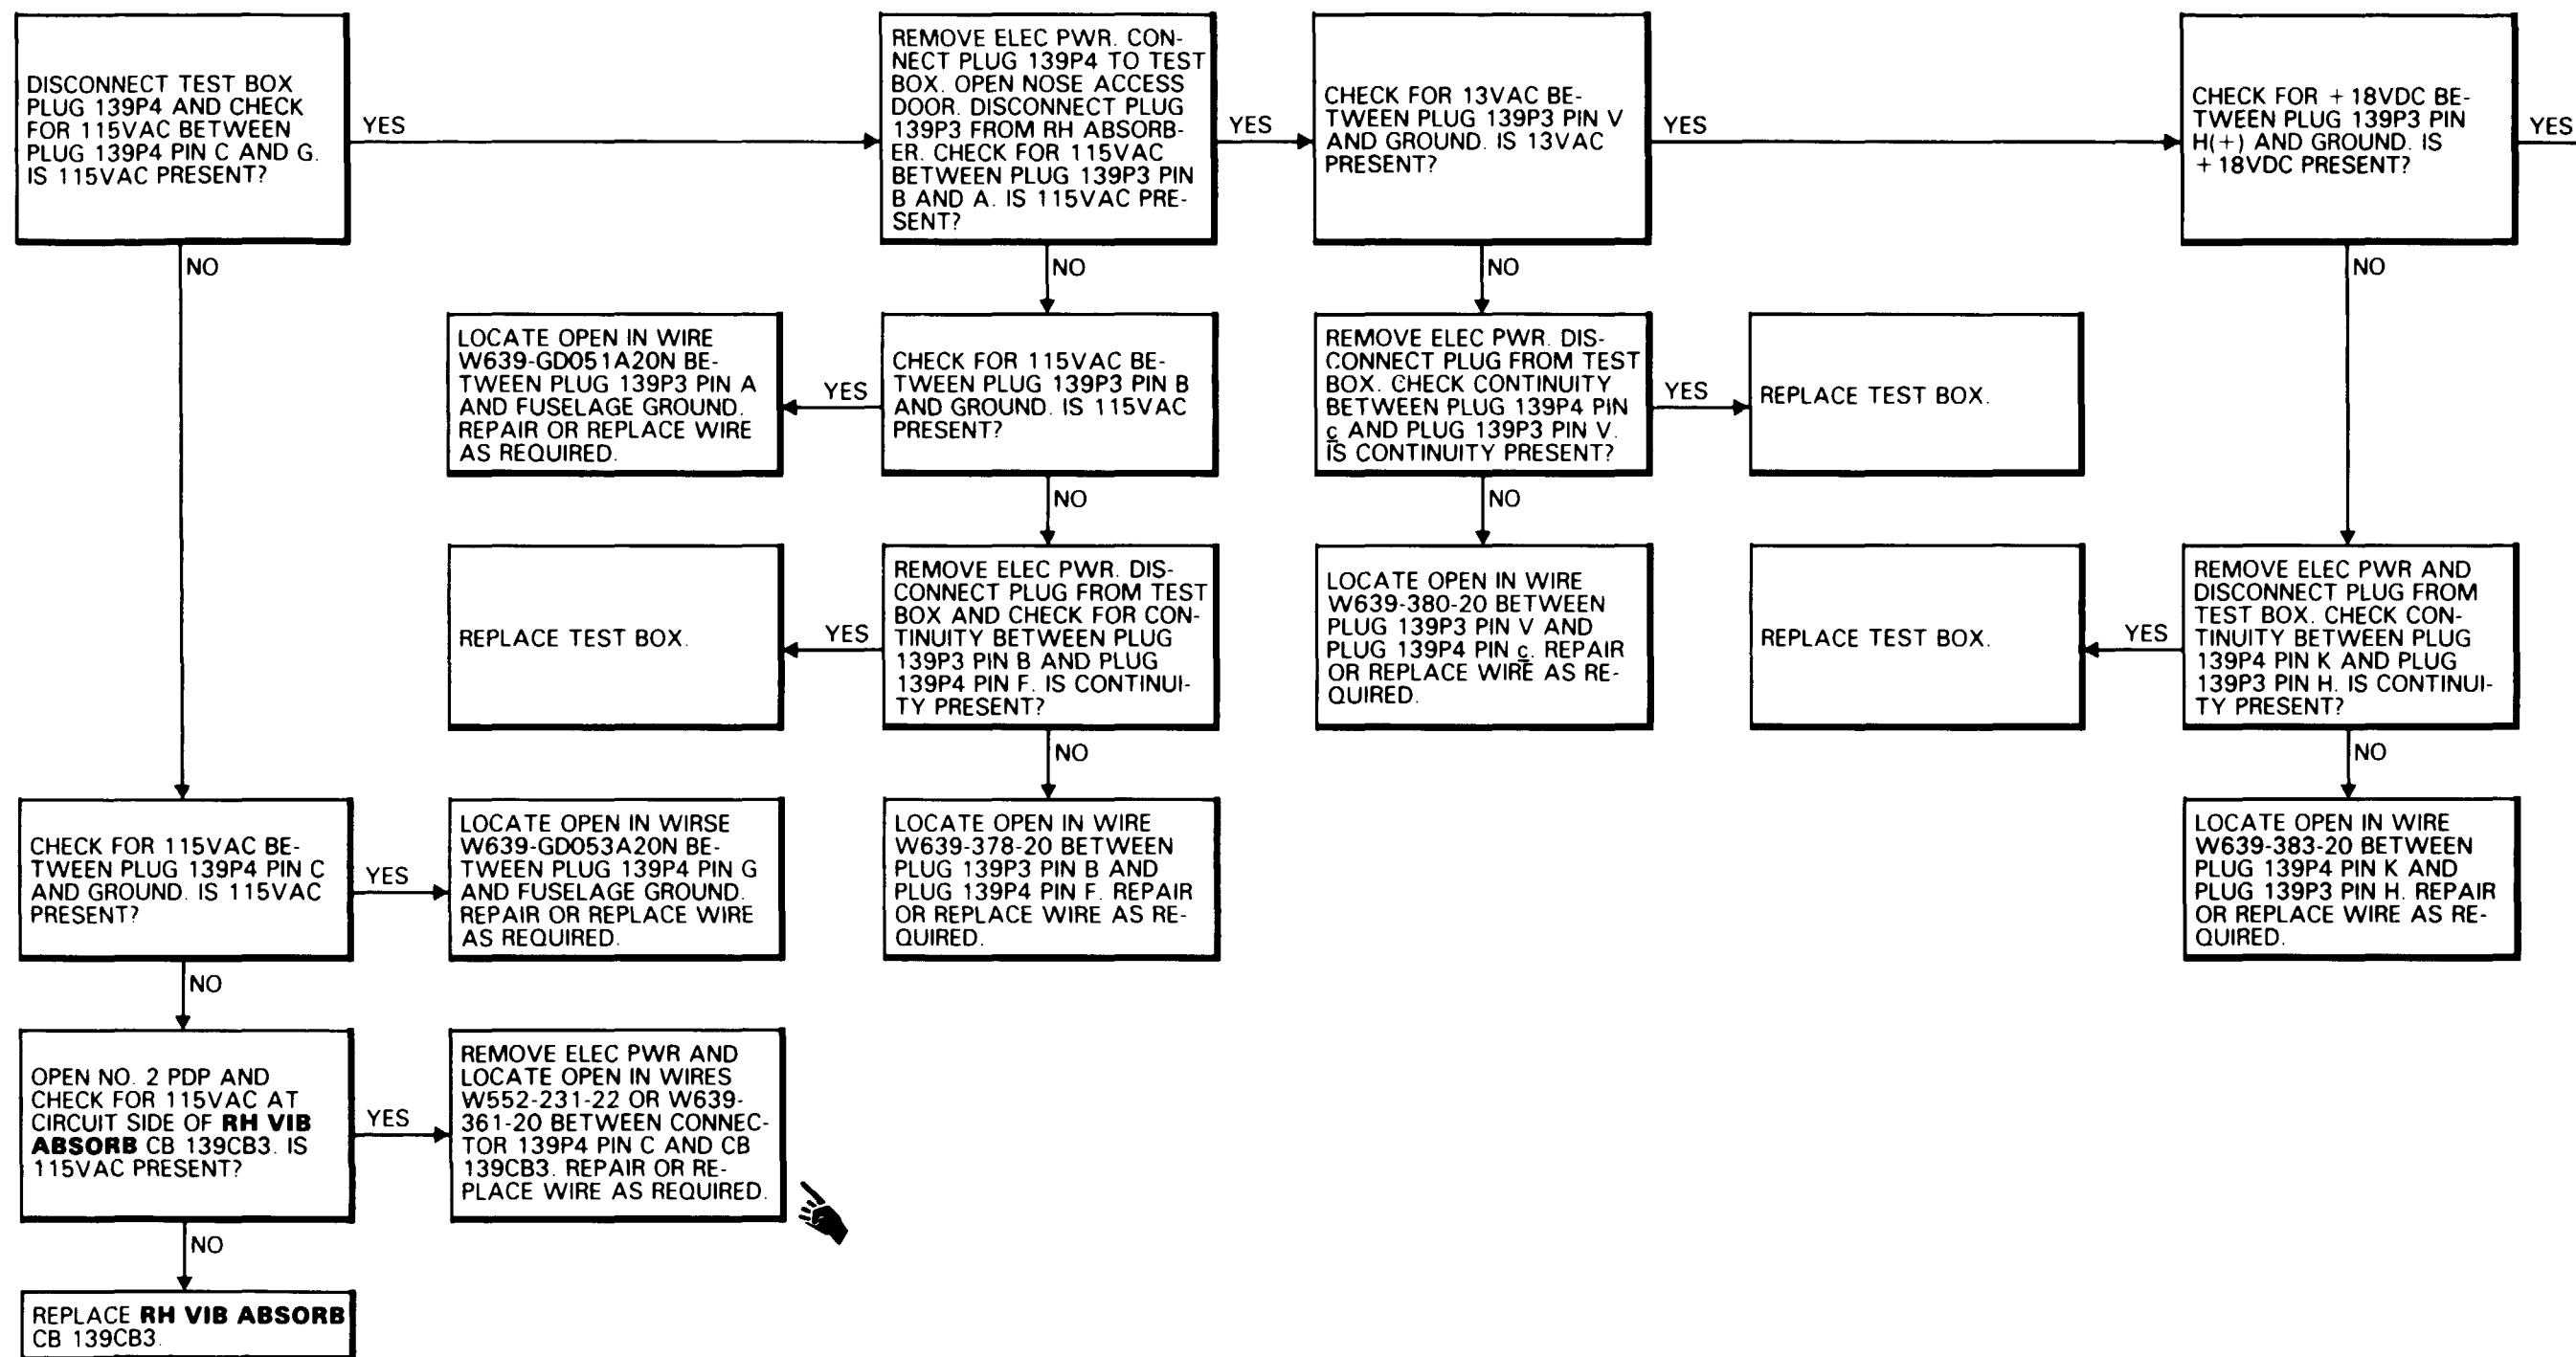 DISCONNECT TEST BOX
PLUG 139P4 AND CHECK
FOR 115VAC BETWEEN
PLUG 139P4 PIN C AND G.
IS 115VAC PRESENT?
YES
NO
REMOVE ELEC PWR. CON-
NECT PLUG 139P4 TO TEST
BOX. OPEN NOSE ACCESS
DOOR. DISCONNECT PLUG
139P3 FROM RH ABSORB-
ER. CHECK FOR 115VAC
BETWEEN PLUG 139P3 PIN
B AND A. IS 115VAC PRE-
SENT?
YES
NO
CHECK FOR 13VAC BE-
TWEEN PLUG 139P3 PIN V
AND GROUND. IS 13VAC
PRESENT?
YES
NO
CHECK FOR + 18VDC BE-
TWEEN PLUG 139P3 PIN
H(+) AND GROUND. IS
+ 18VDC PRESENT?
YES
NO
LOCATE OPEN IN WIRE
W639-GD051A20N BE-
TWEEN PLUG 139P3 PIN A
AND FUSELAGE GROUND.
REPAIR OR REPLACE WIRE
AS REQUIRED.
YES
CHECK FOR 115VAC BE-
TWEEN PLUG 139P3 PIN B
AND GROUND. IS 115VAC
PRESENT?
NO
REMOVE ELEC PWR. DIS-
CONNECT PLUG FROM TEST
BOX. CHECK CONTINUITY
BETWEEN PLUG 139P4 PIN
c AND PLUG 139P3 PIN V.
IS CONTINUITY PRESENT?
YES
NO
REPLACE TEST BOX.
REPLACE TEST BOX.
YES
REMOVE ELEC PWR. DIS-
CONNECT PLUG FROM TEST
BOX AND CHECK FOR CON-
TINUITY BETWEEN PLUG
139P3 PIN B AND PLUG
139P4 PIN F. IS CONTINUI-
TY PRESENT?
NO
LOCATE OPEN IN WIRE
W639-380-20 BETWEEN
PLUG 139P3 PIN V AND
PLUG 139P4 PIN c. REPAIR
OR REPLACE WIRE AS RE-
QUIRED.
REPLACE TEST BOX.
YES
REMOVE ELEC PWR AND
DISCONNECT PLUG FROM
TEST BOX. CHECK CON-
TINUITY BETWEEN PLUG
139P4 PIN K AND PLUG
139P3 PIN H. IS CONTINUI-
TY PRESENT?
NO
CHECK FOR 115VAC BE-
TWEEN PLUG 139P4 PIN C
AND GROUND. IS 115VAC
PRESENT?
YES
NO
LOCATE OPEN IN WIRSE
W639-GD053A20N BE-
TWEEN PLUG 139P4 PIN G
AND FUSELAGE GROUND.
REPAIR OR REPLACE WIRE
AS REQUIRED.
LOCATE OPEN IN WIRE
W639-378-20 BETWEEN
PLUG 139P3 PIN B AND
PLUG 139P4 PIN F. REPAIR
OR REPLACE WIRE AS RE-
QUIRED.
LOCATE OPEN IN WIRE
W639-383-20 BETWEEN
PLUG 139P4 PIN K AND
PLUG 139P3 PIN H. REPAIR
OR REPLACE WIRE AS RE-
QUIRED.
OPEN NO. 2 PDP AND
CHECK FOR 115VAC AT
CIRCUIT SIDE OF RH VIB
ABSORB CB 139CB3. IS
115VAC PRESENT?
YES
NO
REMOVE ELEC PWR AND
LOCATE OPEN IN WIRES
W552-231-22 OR W639-
361-20 BETWEEN CONNEC-
TOR 139P4 PIN C AND CB
139CB3. REPAIR OR RE-
PLACE WIRE AS REQUIRED.
REPLACE RH VIB ABSORB
CB 139CB3.